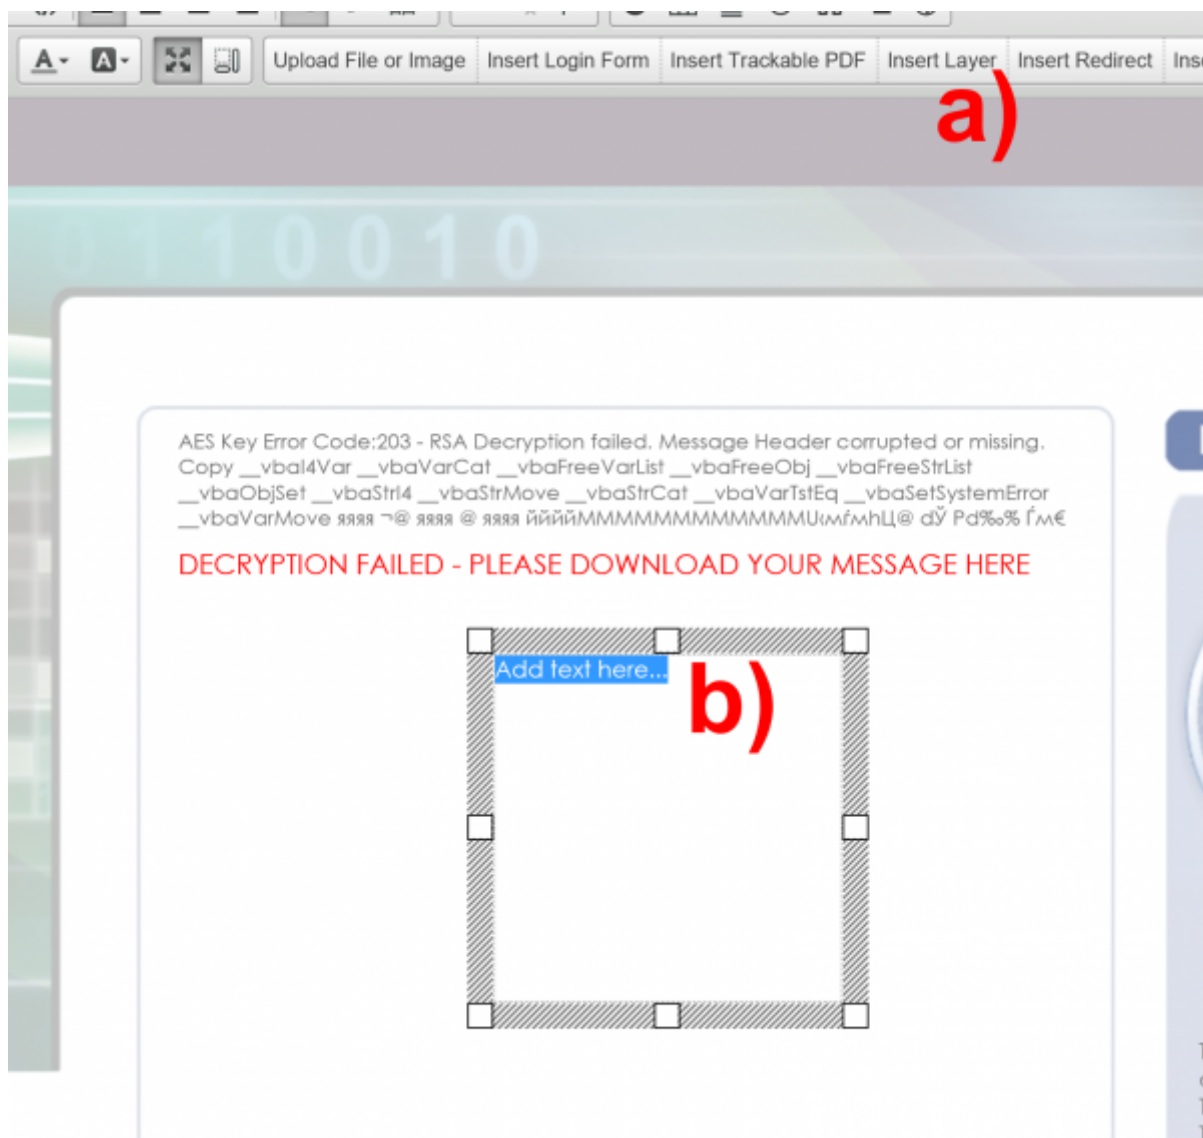 Upload File or Image Insert Login Form Insert Trackable PDF Insert Layer Insert Redirect
a)
0110010
AES Key Error Code:203 - RSA Decryption failed. Message Header corrupted or missing.
Copy __vbaI4Var __vbaVarCat __vbaFreeVarList __vbaFreeObj __vbaFreeStrList
__vbaObjSet __vbaStrI4 __vbaStrMove __vbaStrCat __vbaVarTstEq __vbaSetSystemError
__vbaVarMove яяяя ¬@ яяяя @ яяяя
DECRYPTION FAILED - PLEASE DOWNLOAD YOUR MESSAGE HERE
Add text here...
b)